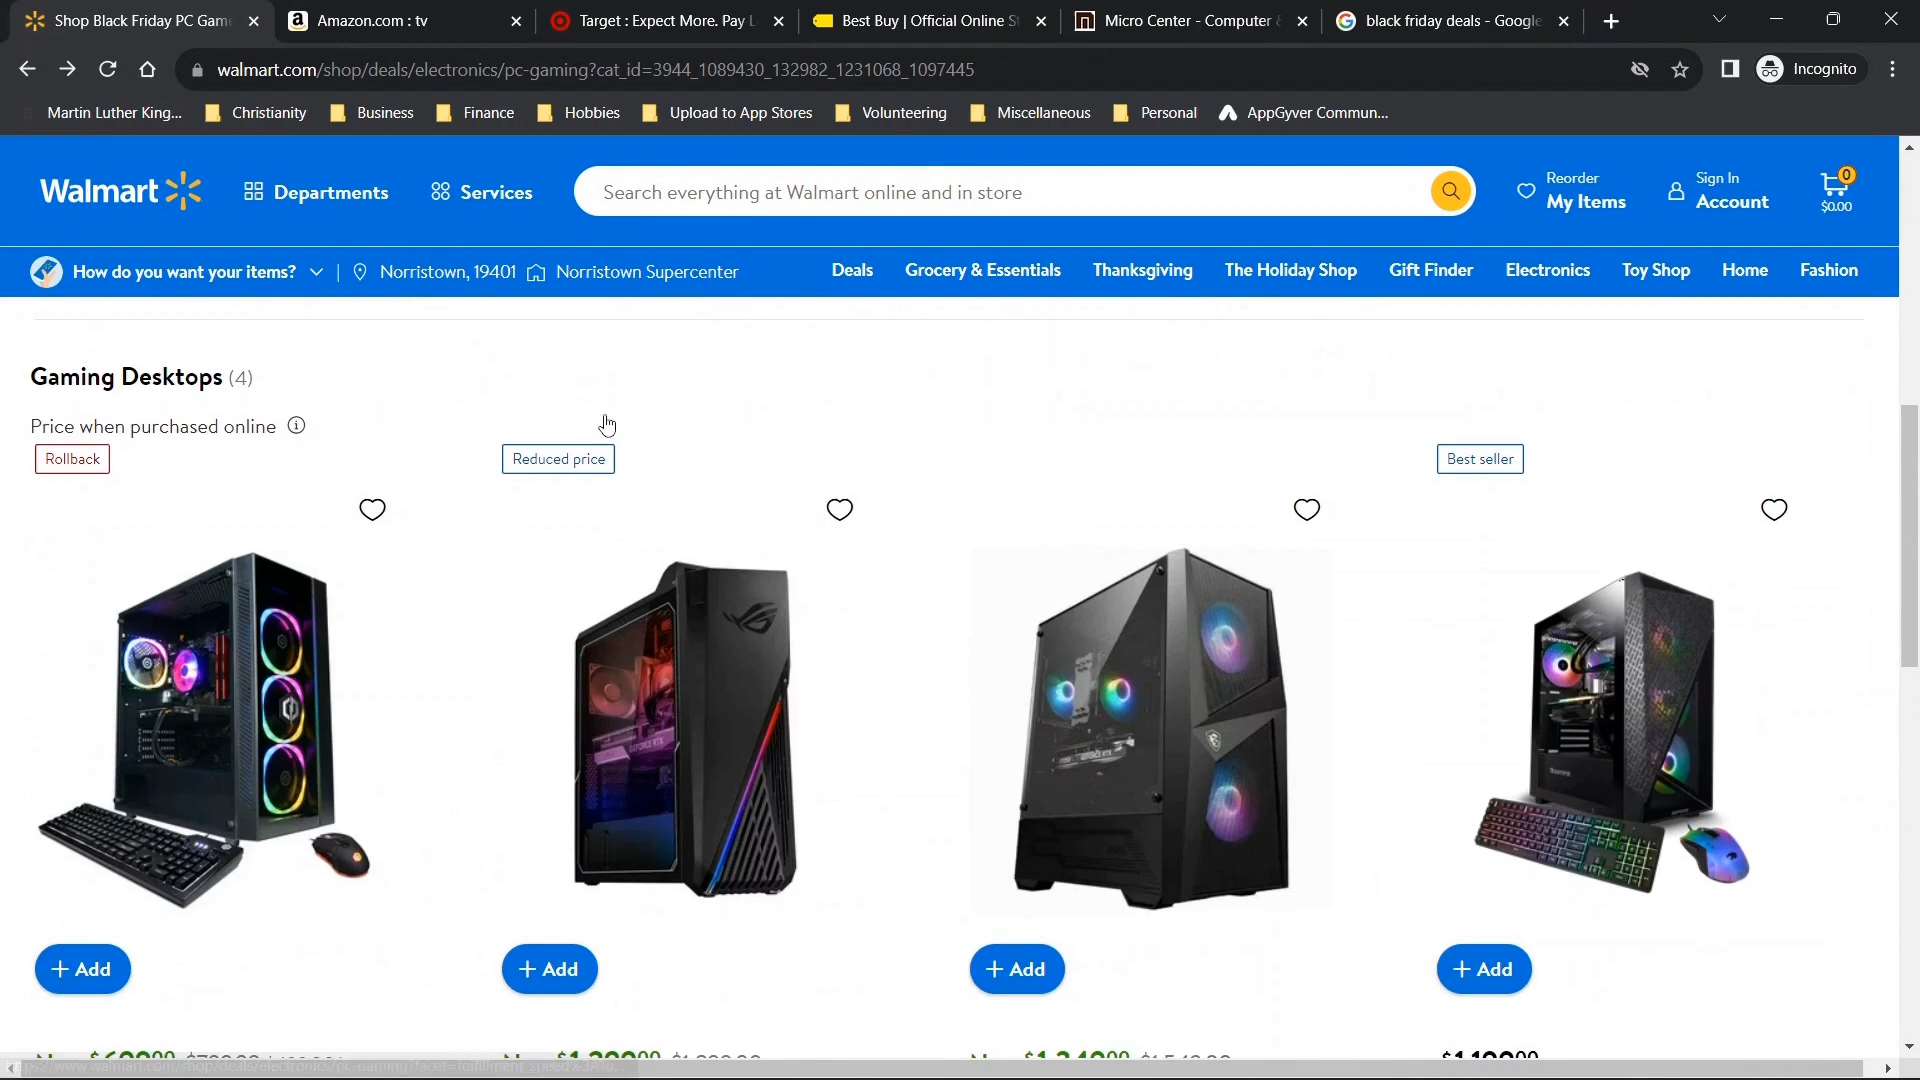 Shop Black Friday PC Gam
Amazon.com : tv
Target : Expect More. Pay L
Best Buy | Official Online S
Micro Center - Computer &
black friday deals - Google
walmart.com/shop/deals/electronics/pc-gaming?cat_id=3944_1089430_132982_1231068_1097445
Incognito
Martin Luther King...
Christianity
Business
Finance
Hobbies
Upload to App Stores
Volunteering
Miscellaneous
Personal
AppGyver Commun...
Walmart
Departments
Services
Search everything at Walmart online and in store
Reorder
My Items
Sign In
Account
0
$0.00
How do you want your items?
Norristown, 19401
Norristown Supercenter
Deals
Grocery & Essentials
Thanksgiving
The Holiday Shop
Gift Finder
Electronics
Toy Shop
Home
Fashion
Gaming Desktops (4)
Price when purchased online
Rollback
Reduced price
Best seller
+ Add
+ Add
+ Add
+ Add